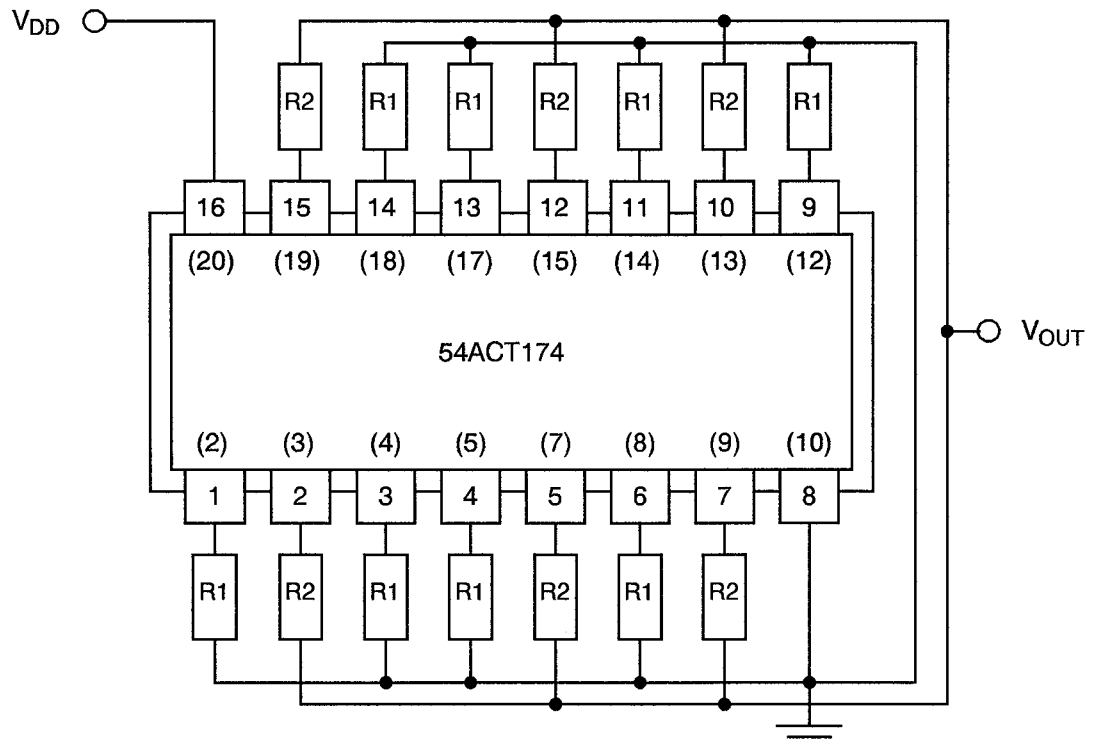 V_DD
R2 R1 R1 R2 R1 R2 R1
16 15 14 13 12 11 10 9
(20) (19) (18) (17) (15) (14) (13) (12)
V_OUT
54ACT174
(2) (3) (4) (5) (7) (8) (9) (10)
1 2 3 4 5 6 7 8
R1 R2 R1 R1 R2 R1 R2